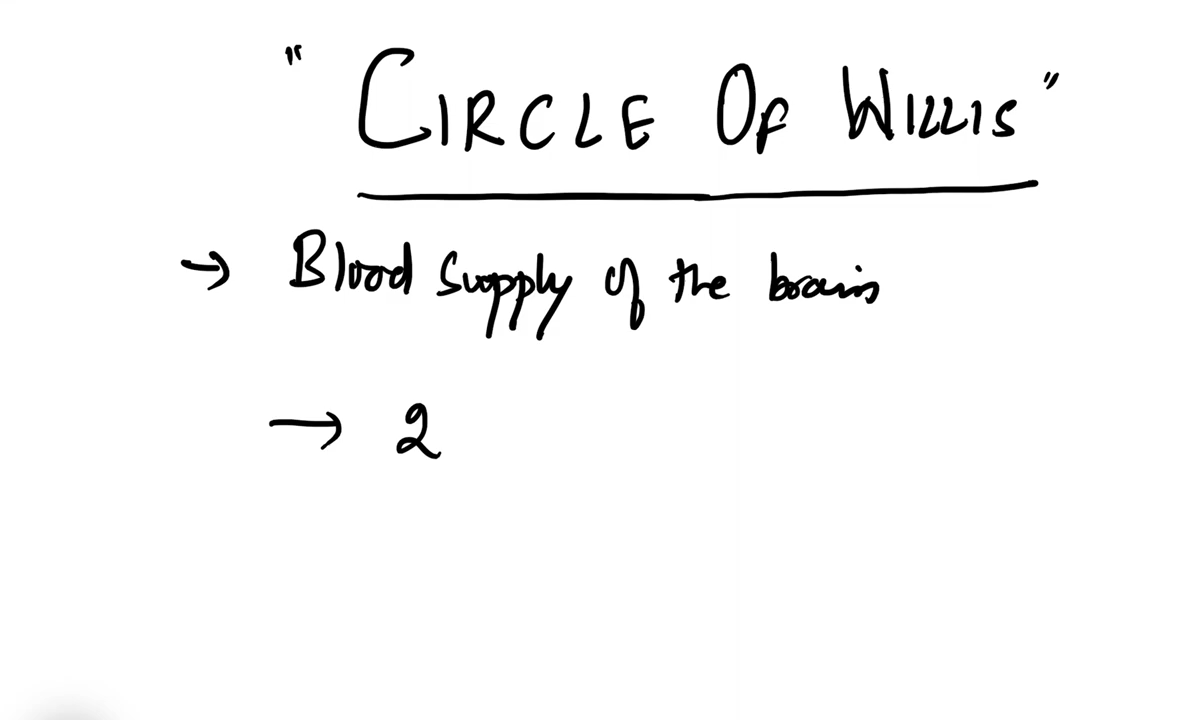 " CIRCLE OF WILLIS "
→ Blood supply of the brain
→ 2